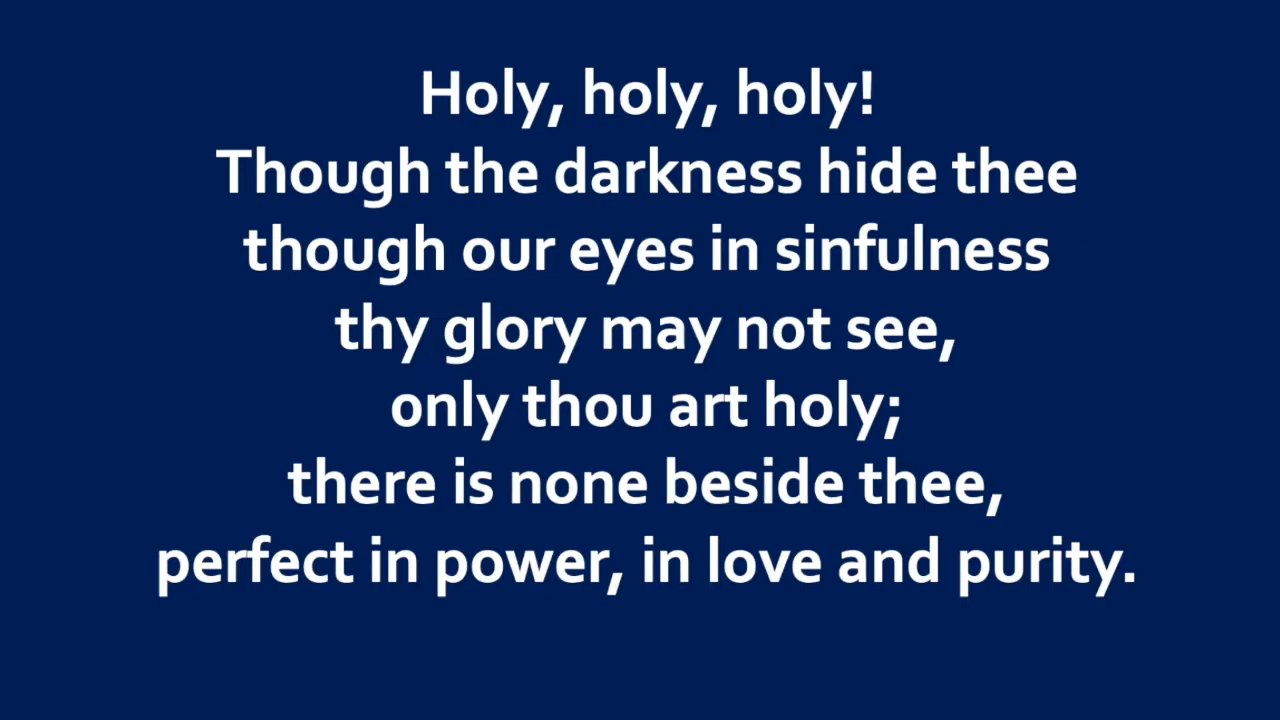 Holy, holy, holy!
Though the darkness hide thee
though our eyes in sinfulness
thy glory may not see,
only thou art holy;
there is none beside thee,
perfect in power, in love and purity.